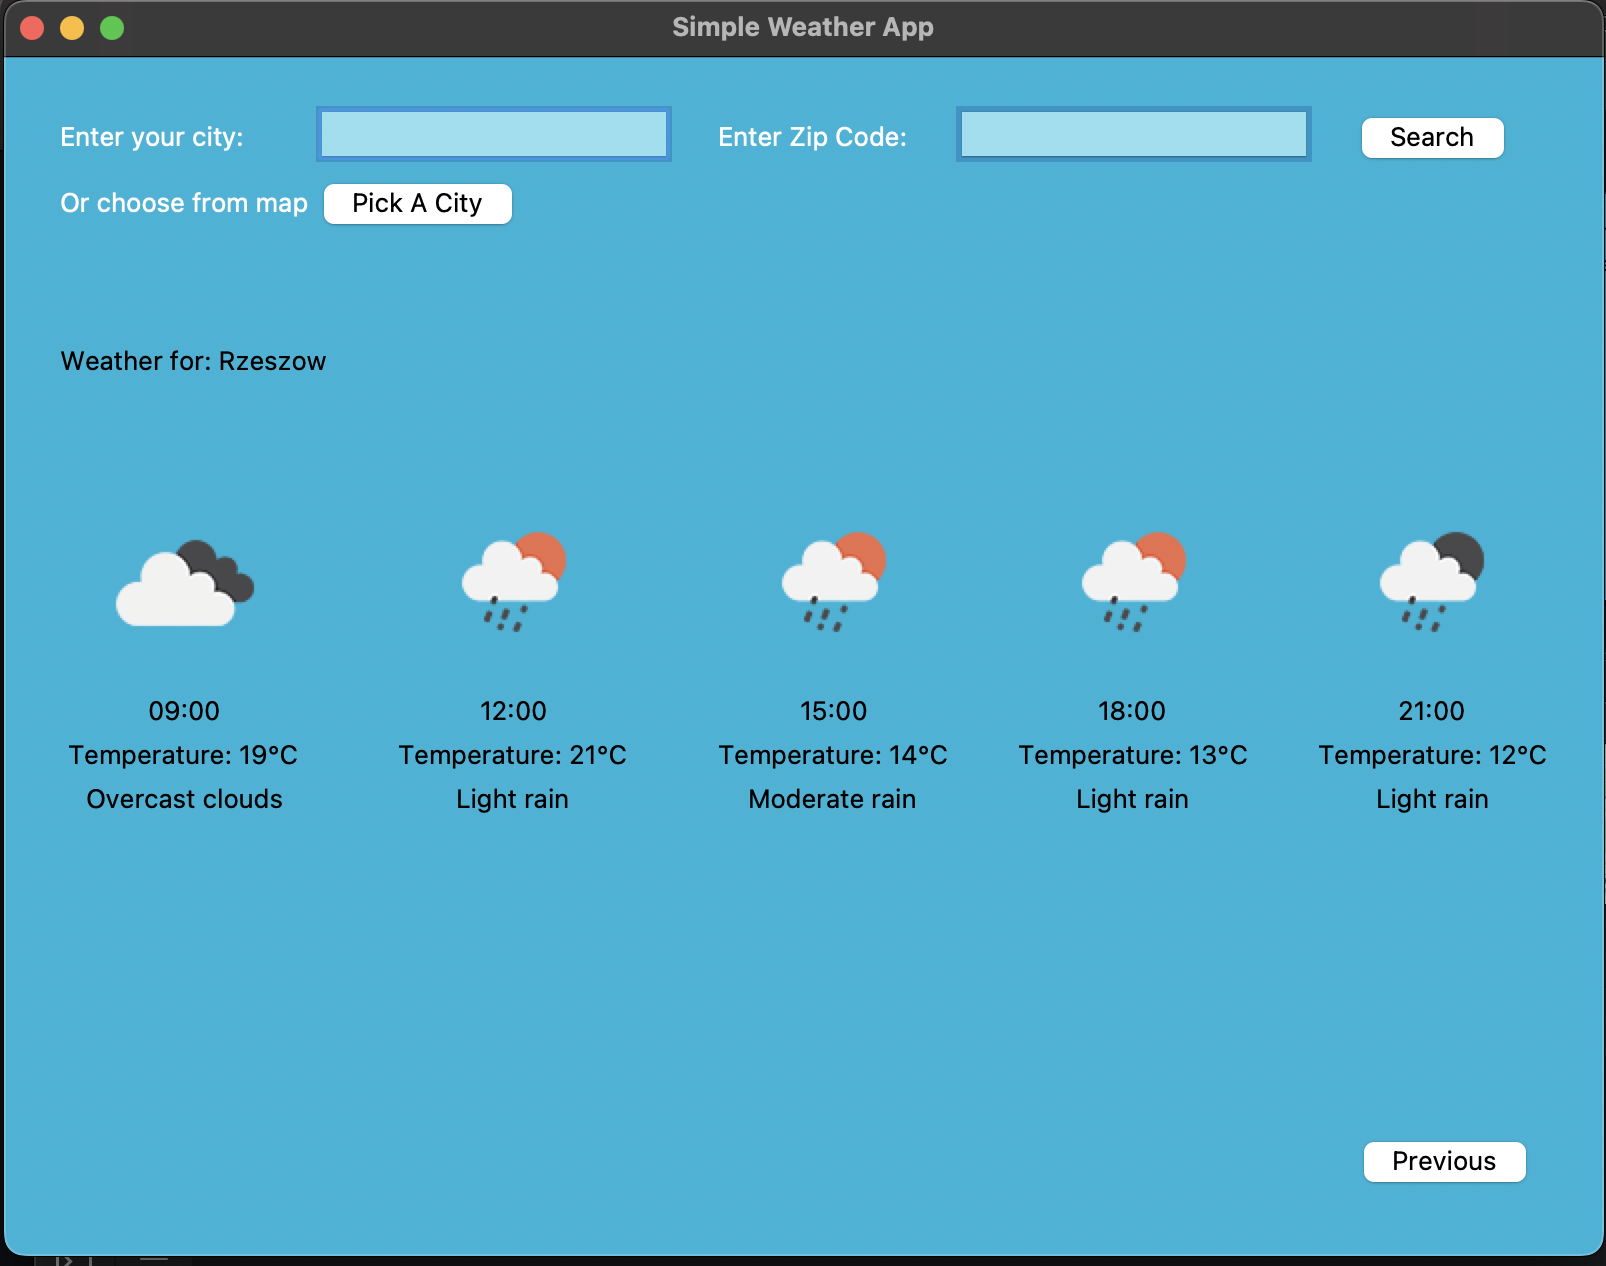 Simple Weather App
Enter your city:
Enter Zip Code:
Search
Or choose from map
Pick A City
Weather for: Rzeszow
09:00
Temperature: 19°C
Overcast clouds
12:00
Temperature: 21°C
Light rain
15:00
Temperature: 14°C
Moderate rain
18:00
Temperature: 13°C
Light rain
21:00
Temperature: 12°C
Light rain
Previous